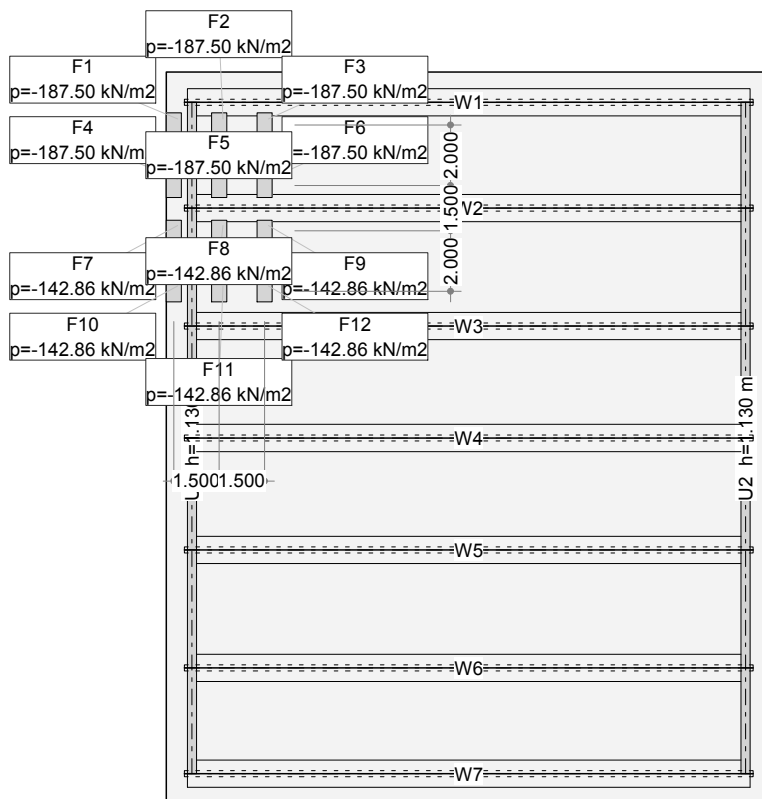 F2
p=-187.50 kN/m2
F1
p=-187.50 kN/m2
F3
p=-187.50 kN/m2
W1
F4
p=-187.50 kN/m
F5
p=-187.50 kN/m2
F6
=-187.50 kN/m2
2.000
1.500
2.000
W2
F7
p=-142.86 kN/m2
F8
p=-142.86 kN/m2
F9
p=-142.86 kN/m2
F10
p=-142.86 kN/m2
F11
p=-142.86 kN/m2
F12
p=-142.86 kN/m2
W3
W4
h=1.130
U2 h=1.130 m
1.500
1.500
W5
W6
W7